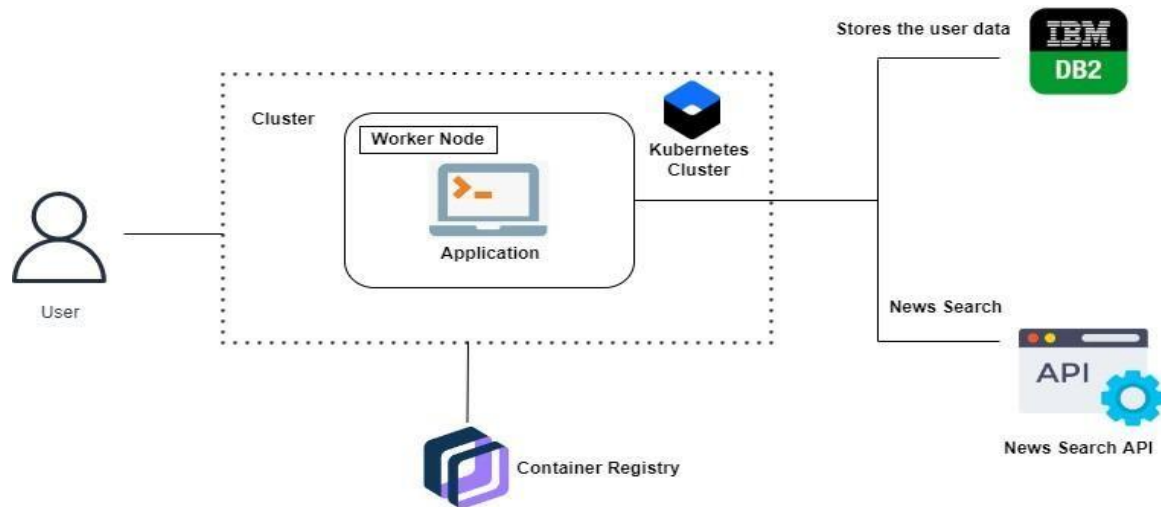 Stores the user data
IBM
DB2
Cluster
Worker Node
Kubernetes
Cluster
Application
User
News Search
API
Container Registry
News Search API